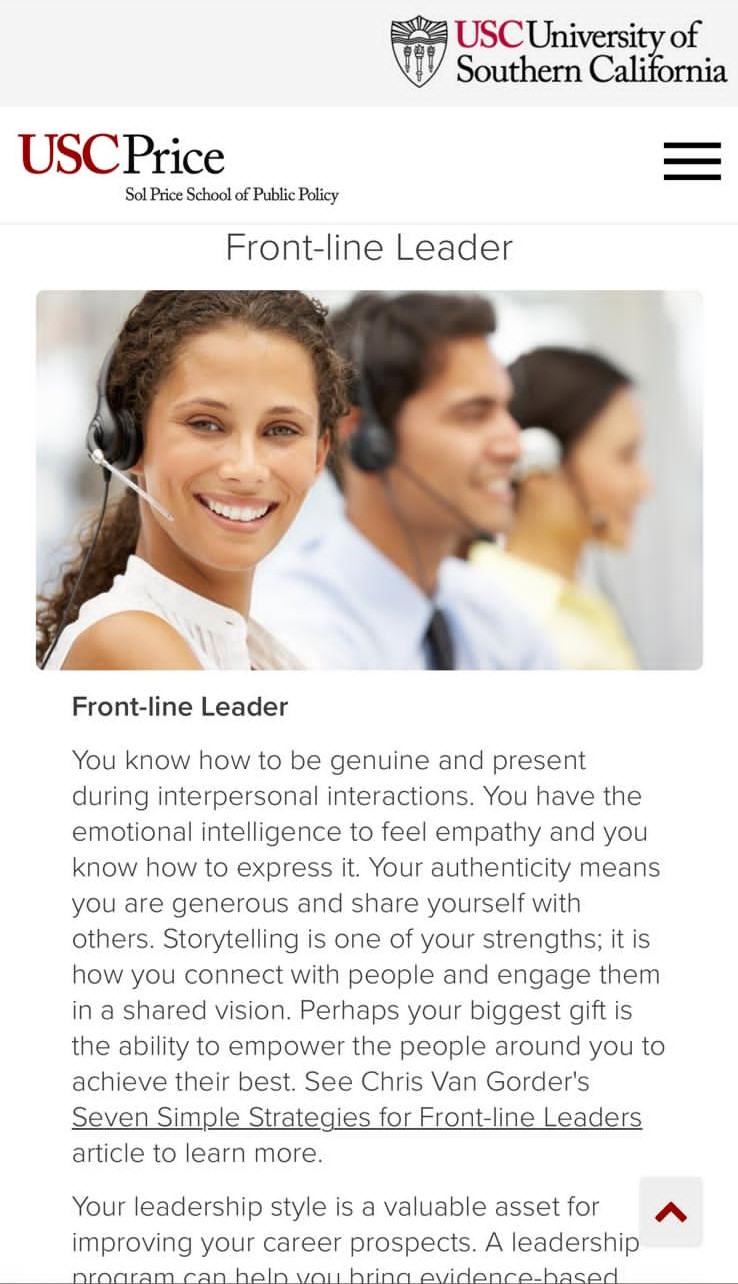 USC University of
Southern California
USC Price
Sol Price School of Public Policy
Front-line Leader
Front-line Leader
You know how to be genuine and present
during interpersonal interactions. You have the
emotional intelligence to feel empathy and you
know how to express it. Your authenticity means
you are generous and share yourself with
others. Storytelling is one of your strengths; it is
how you connect with people and engage them
in a shared vision. Perhaps your biggest gift is
the ability to empower the people around you to
achieve their best. See Chris Van Gorder's
Seven Simple Strategies for Front-line Leaders
article to learn more.
Your leadership style is a valuable asset for
improving your career prospects. A leadership
program can help you bring evidence-based